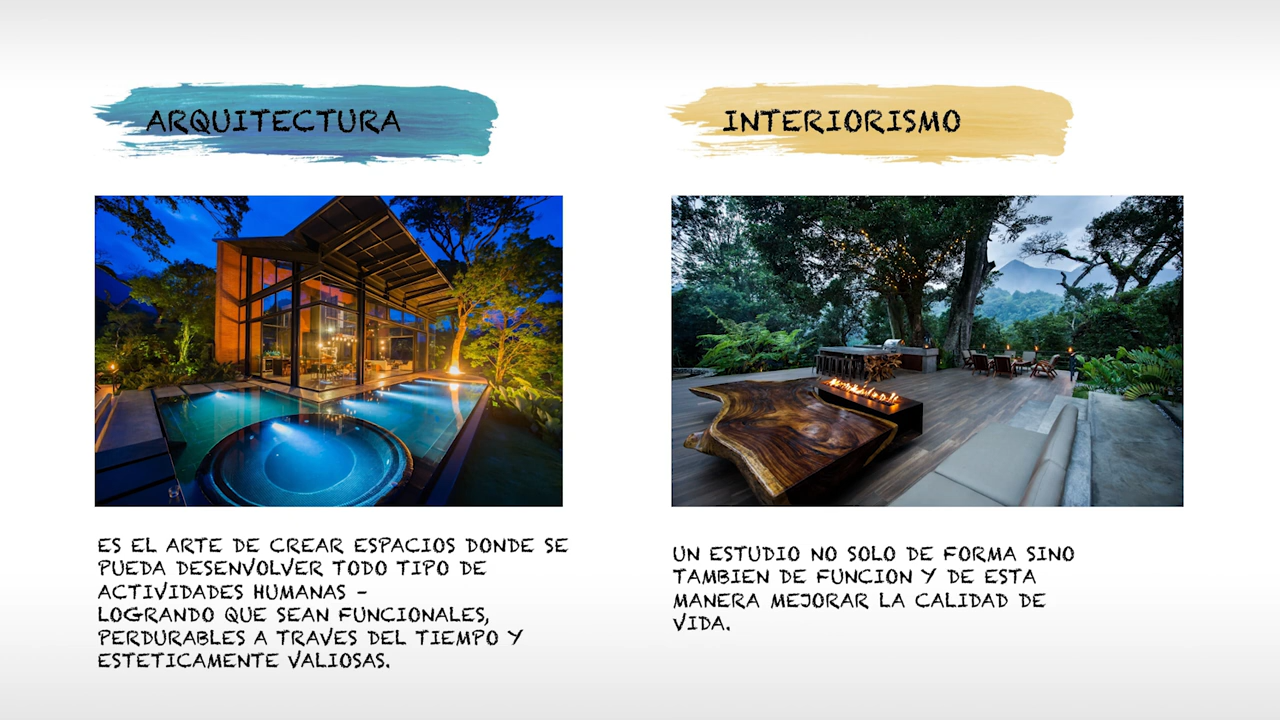 ARQUITECTURA
ES EL ARTE DE CREAR ESPACIOS DONDE SE
PUEDA DESENVOLVER TODO TIPO DE
ACTIVIDADES HUMANAS -
LOGRANDO QUE SEAN FUNCIONALES,
PERDURABLES A TRAVES DEL TIEMPO Y
ESTETICAMENTE VALIOSAS.
INTERIORISMO
UN ESTUDIO NO SOLO DE FORMA SINO
TAMBIEN DE FUNCION Y DE ESTA
MANERA MEJORAR LA CALIDAD DE
VIDA.